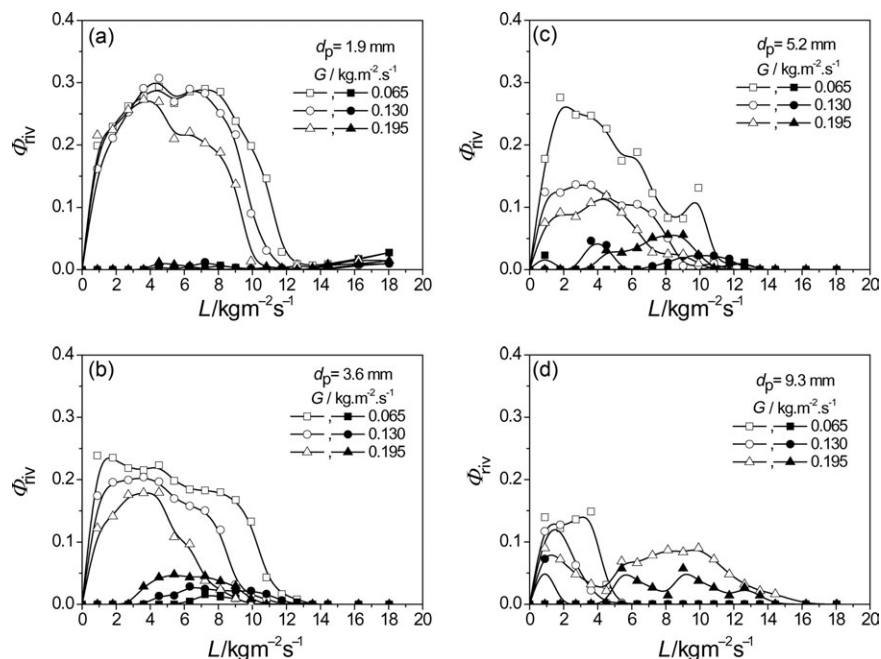 (a)
dp= 1.9 mm
G / kg.m⁻².s⁻¹
, 0.065
, 0.130
, 0.195
Φriv
0.4
0.3
0.2
0.1
0.0
0 2 4 6 8 10 12 14 16 18 20
L/kgm⁻²s⁻¹
(c)
dp= 5.2 mm
G / kg.m⁻².s⁻¹
, 0.065
, 0.130
, 0.195
Φriv
0.4
0.3
0.2
0.1
0.0
0 2 4 6 8 10 12 14 16 18 20
L/kgm⁻²s⁻¹
(b)
dp= 3.6 mm
G / kg.m⁻².s⁻¹
, 0.065
, 0.130
, 0.195
Φriv
0.4
0.3
0.2
0.1
0.0
0 2 4 6 8 10 12 14 16 18 20
L/kgm⁻²s⁻¹
(d)
dp= 9.3 mm
G / kg.m⁻².s⁻¹
, 0.065
, 0.130
, 0.195
Φriv
0.4
0.3
0.2
0.1
0.0
0 2 4 6 8 10 12 14 16 18 20
L/kgm⁻²s⁻¹